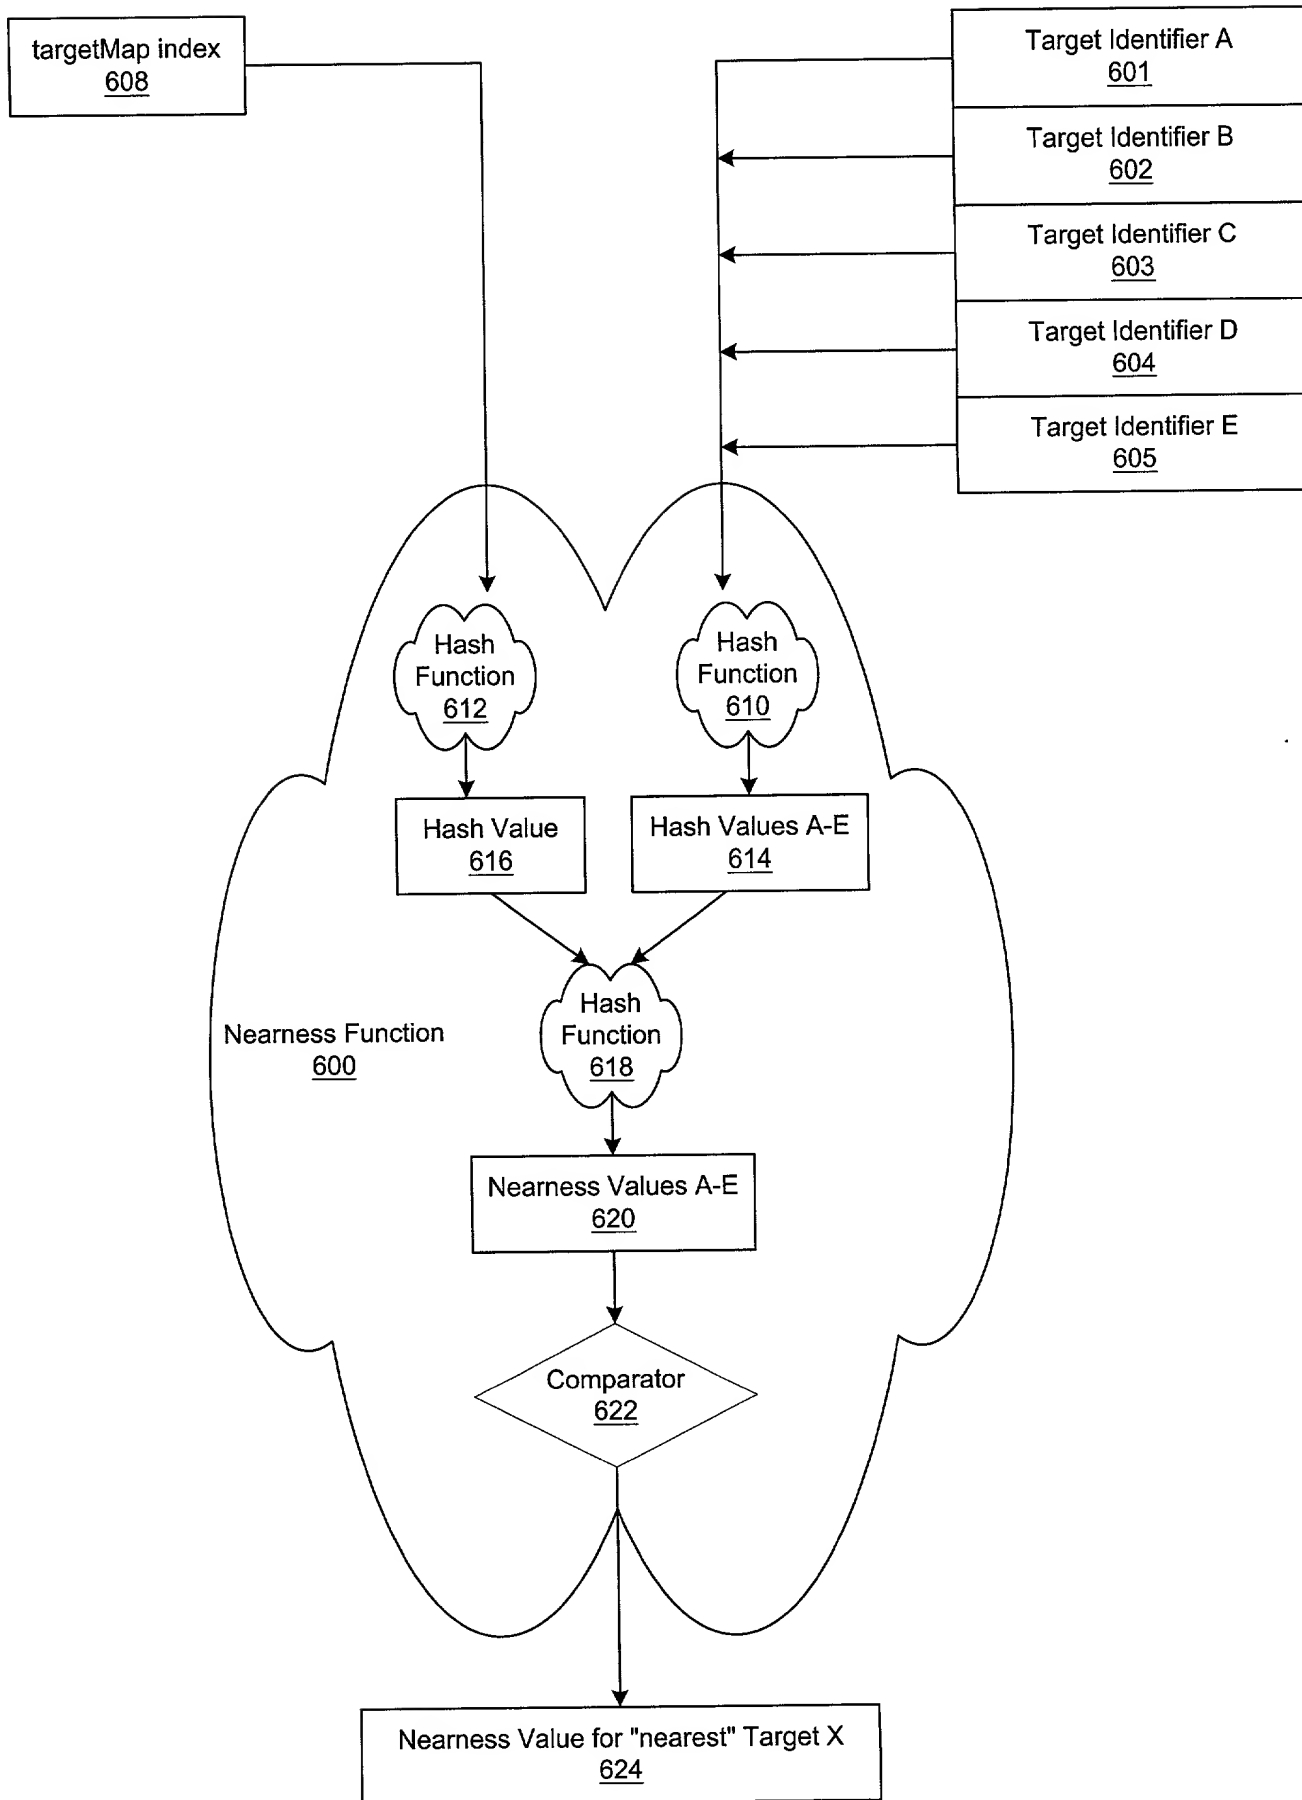 targetMap index
608
Target Identifier A
601
Target Identifier B
602
Target Identifier C
603
Target Identifier D
604
Target Identifier E
605
Hash
Function
612
Hash
Function
610
Hash Value
616
Hash Values A-E
614
Hash
Function
618
Nearness Function
600
Nearness Values A-E
620
Comparator
622
Nearness Value for "nearest" Target X
624